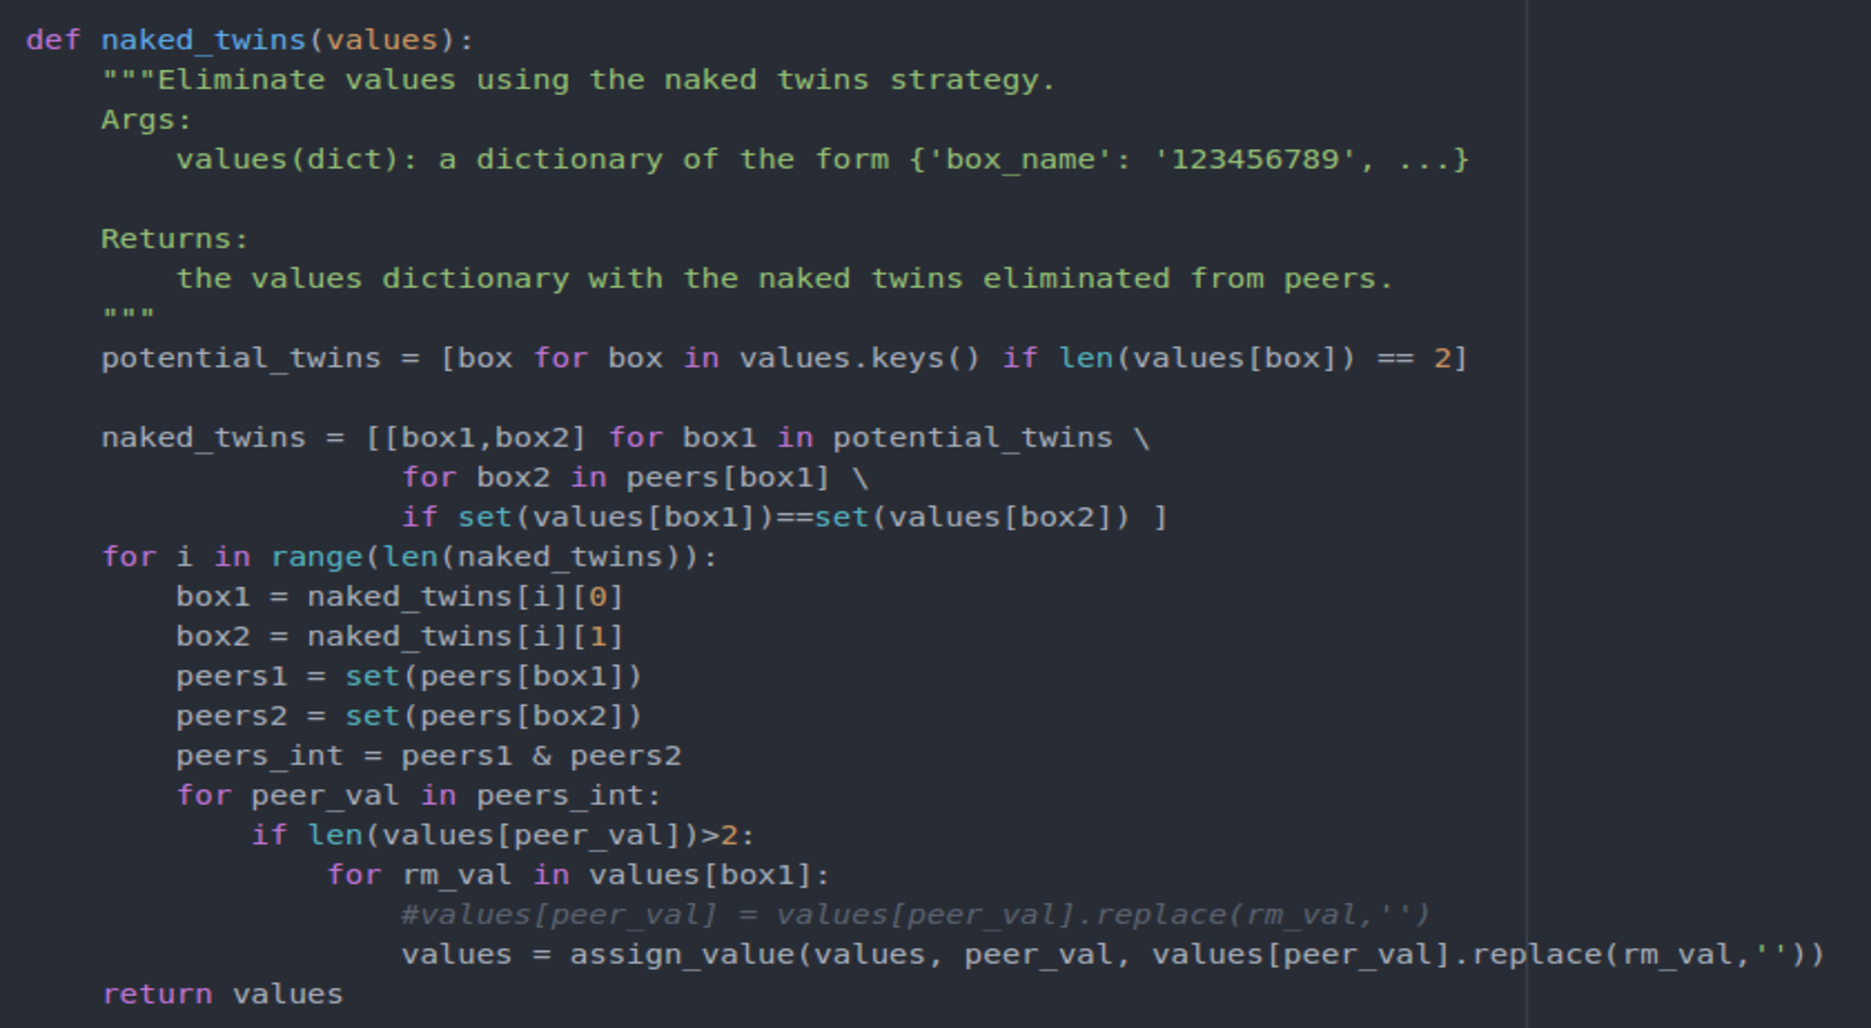 def naked_twins(values):
    """Eliminate values using the naked twins strategy.
    Args:
        values(dict): a dictionary of the form {'box_name': '123456789', ...}

    Returns:
        the values dictionary with the naked twins eliminated from peers.
    """
    potential_twins = [box for box in values.keys() if len(values[box]) == 2]

    naked_twins = [[box1,box2] for box1 in potential_twins \
                    for box2 in peers[box1] \
                    if set(values[box1])==set(values[box2]) ]
    for i in range(len(naked_twins)):
        box1 = naked_twins[i][0]
        box2 = naked_twins[i][1]
        peers1 = set(peers[box1])
        peers2 = set(peers[box2])
        peers_int = peers1 & peers2
        for peer_val in peers_int:
            if len(values[peer_val])>2:
                for rm_val in values[box1]:
                    #values[peer_val] = values[peer_val].replace(rm_val,'')
                    values = assign_value(values, peer_val, values[peer_val].replace(rm_val,''))
    return values